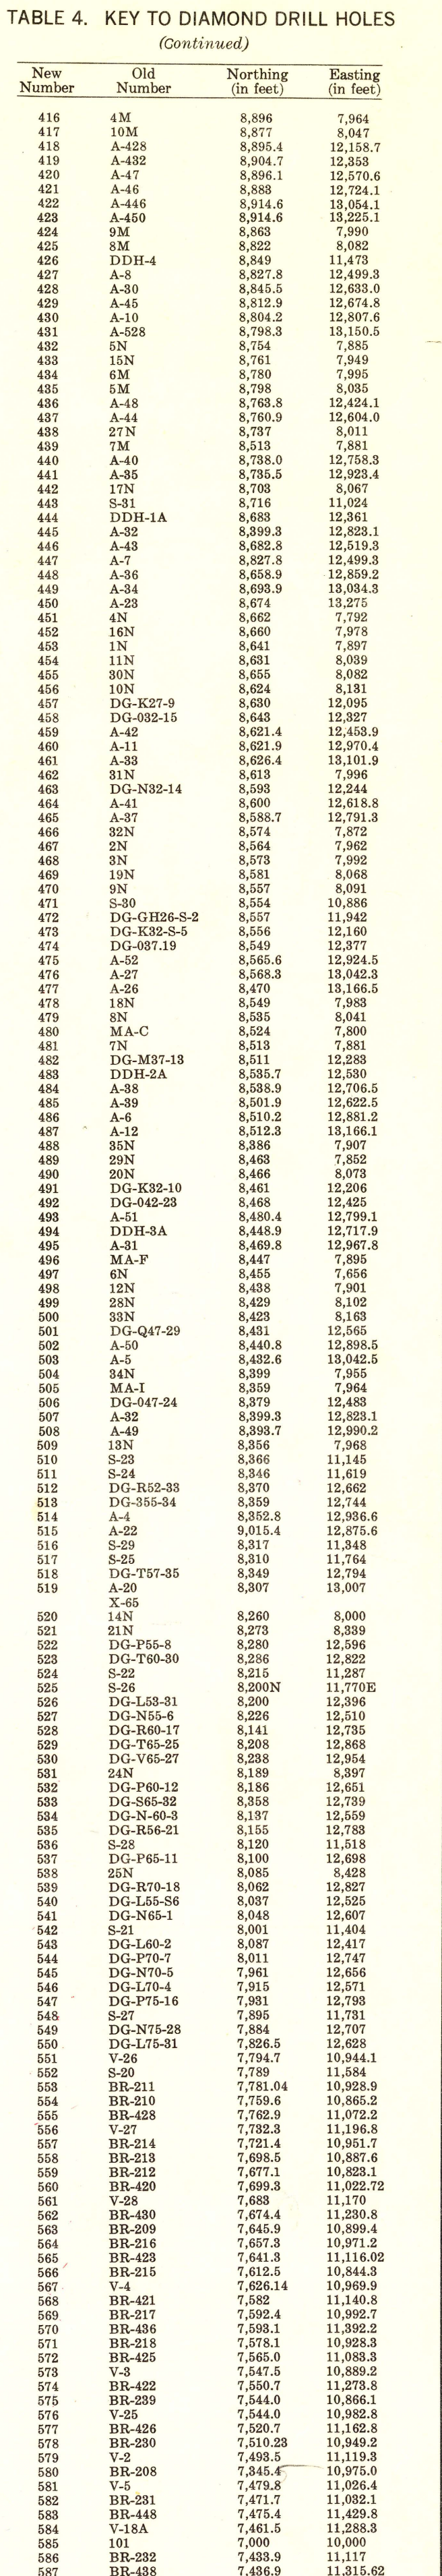 TABLE 4. KEY TO DIAMOND DRILL HOLES
(Continued)
New Number Old Number Northing (in feet) Easting (in feet)
416 4M 8,896 7,964
417 10M 8,877 8,047
418 A-428 8,895.4 12,158.7
419 A-432 8,904.7 12,353
420 A-47 8,896.1 12,570.6
421 A-46 8,883 12,724.1
422 A-446 8,914.6 13,054.1
423 A-450 8,914.6 13,225.1
424 9M 8,863 7,990
425 8M 8,822 8,082
426 DDH-4 8,849 11,473
427 A-8 8,827.8 12,499.3
428 A-30 8,845.5 12,633.0
429 A-45 8,812.9 12,674.8
430 A-10 8,804.2 12,807.6
431 A-528 8,798.3 13,150.5
432 5N 8,754 7,885
433 15N 8,761 7,949
434 6M 8,780 7,995
435 5M 8,798 8,035
436 A-48 8,763.8 12,424.1
437 A-44 8,760.9 12,604.0
438 27N 8,737 8,011
439 7M 8,513 7,881
440 A-40 8,738.0 12,758.3
441 A-35 8,735.5 12,923.4
442 17N 8,703 8,067
443 S-31 8,716 11,024
444 DDH-1A 8,683 12,361
445 A-32 8,399.3 12,823.1
446 A-43 8,682.8 12,519.3
447 A-7 8,827.8 12,499.3
448 A-36 8,658.9 12,859.2
449 A-34 8,693.9 13,034.3
450 A-23 8,674 13,275
451 4N 8,662 7,792
452 16N 8,660 7,978
453 1N 8,641 7,897
454 11N 8,631 8,039
455 30N 8,655 8,082
456 10N 8,624 8,131
457 DG-K27-9 8,630 12,095
458 DG-032-15 8,643 12,327
459 A-42 8,621.4 12,453.9
460 A-11 8,621.9 12,970.4
461 A-33 8,626.4 13,101.9
462 31N 8,613 7,996
463 DG-N32-14 8,593 12,244
464 A-41 8,600 12,618.8
465 A-37 8,588.7 12,791.3
466 32N 8,574 7,872
467 2N 8,564 7,962
468 3N 8,573 7,992
469 19N 8,581 8,068
470 9N 8,557 8,091
471 S-30 8,554 10,886
472 DG-GH26-S-2 8,557 11,942
473 DG-K32-S-5 8,556 12,160
474 DG-037.19 8,549 12,377
475 A-52 8,565.6 12,924.5
476 A-27 8,568.3 13,042.3
477 A-26 8,470 13,166.5
478 18N 8,549 7,983
479 8N 8,535 8,041
480 MA-C 8,524 7,800
481 7N 8,513 7,881
482 DG-M37-13 8,511 12,283
483 DDH-2A 8,535.7 12,530
484 A-38 8,538.9 12,706.5
485 A-39 8,501.9 12,622.5
486 A-6 8,510.2 12,881.2
487 A-12 8,512.3 13,166.1
488 35N 8,386 7,907
489 29N 8,463 7,852
490 20N 8,466 8,073
491 DG-K32-10 8,461 12,206
492 DG-042-23 8,468 12,425
493 A-51 8,480.4 12,799.1
494 DDH-3A 8,448.9 12,717.9
495 A-31 8,469.8 12,967.8
496 MA-F 8,447 7,895
497 6N 8,455 7,656
498 12N 8,438 7,901
499 28N 8,429 8,102
500 33N 8,423 8,163
501 DG-Q47-29 8,431 12,565
502 A-50 8,440.8 12,898.5
503 A-5 8,432.6 13,042.5
504 34N 8,399 7,955
505 MA-I 8,359 7,964
506 DG-047-24 8,379 12,483
507 A-32 8,399.3 12,823.1
508 A-49 8,393.7 12,990.2
509 13N 8,356 7,968
510 S-23 8,366 11,145
511 S-24 8,346 11,619
512 DG-R52-33 8,370 12,662
513 DG-355-34 8,359 12,744
514 A-4 8,352.8 12,936.6
515 A-22 9,015.4 12,875.6
516 S-29 8,317 11,348
517 S-25 8,310 11,764
518 DG-T57-35 8,349 12,794
519 A-20 8,307 13,007
X-65
520 14N 8,260 8,000
521 21N 8,273 8,339
522 DG-P55-8 8,280 12,596
523 DG-T60-30 8,286 12,822
524 S-22 8,215 11,287
525 S-26 8,200N 11,770E
526 DG-L53-31 8,200 12,396
527 DG-N55-6 8,226 12,510
528 DG-R60-17 8,141 12,735
529 DG-T65-25 8,208 12,868
530 DG-V65-27 8,238 12,954
531 24N 8,189 8,397
532 DG-P60-12 8,186 12,651
533 DG-S65-32 8,358 12,739
534 DG-N-60-3 8,137 12,559
535 DG-R56-21 8,155 12,783
536 S-28 8,120 11,518
537 DG-P65-11 8,100 12,698
538 25N 8,085 8,428
539 DG-R70-18 8,062 12,827
540 DG-L55-S6 8,037 12,525
541 DG-N65-1 8,048 12,607
542 S-21 8,001 11,404
543 DG-L60-2 8,087 12,417
544 DG-P70-7 8,011 12,747
545 DG-N70-5 7,961 12,656
546 DG-L70-4 7,915 12,571
547 DG-P75-16 7,931 12,793
548 S-27 7,895 11,731
549 DG-N75-28 7,884 12,707
550 DG-L75-31 7,826.5 12,628
551 V-26 7,794.7 10,944.1
552 S-20 7,789 11,584
553 BR-211 7,781.04 10,928.9
554 BR-210 7,759.6 10,865.2
555 BR-428 7,762.9 11,072.2
556 V-27 7,732.3 11,196.8
557 BR-214 7,721.4 10,951.7
558 BR-213 7,698.5 10,887.6
559 BR-212 7,677.1 10,823.1
560 BR-420 7,699.3 11,022.72
561 V-28 7,683 11,170
562 BR-430 7,674.4 11,230.8
563 BR-209 7,645.9 10,899.4
564 BR-216 7,657.3 10,971.2
565 BR-423 7,641.3 11,116.02
566 BR-215 7,612.5 10,844.3
567 V-4 7,626.14 10,969.9
568 BR-421 7,582 11,140.8
569 BR-217 7,592.4 10,992.7
570 BR-436 7,593.1 11,392.2
571 BR-218 7,578.1 10,928.3
572 BR-425 7,565.0 11,083.3
573 V-3 7,547.5 10,889.2
574 BR-422 7,550.7 11,273.8
575 BR-239 7,544.0 10,866.1
576 V-25 7,544.0 10,982.8
577 BR-426 7,520.7 11,162.8
578 BR-230 7,510.23 10,949.2
579 V-2 7,493.5 11,119.3
580 BR-208 7,345.4 10,975.0
581 V-5 7,479.8 11,026.4
582 BR-231 7,471.7 11,032.1
583 BR-448 7,475.4 11,429.8
584 V-18A 7,461.5 11,288.3
585 101 7,000 10,000
586 BR-232 7,433.9 11,117
587 BR-438 7,436.9 11,315.62